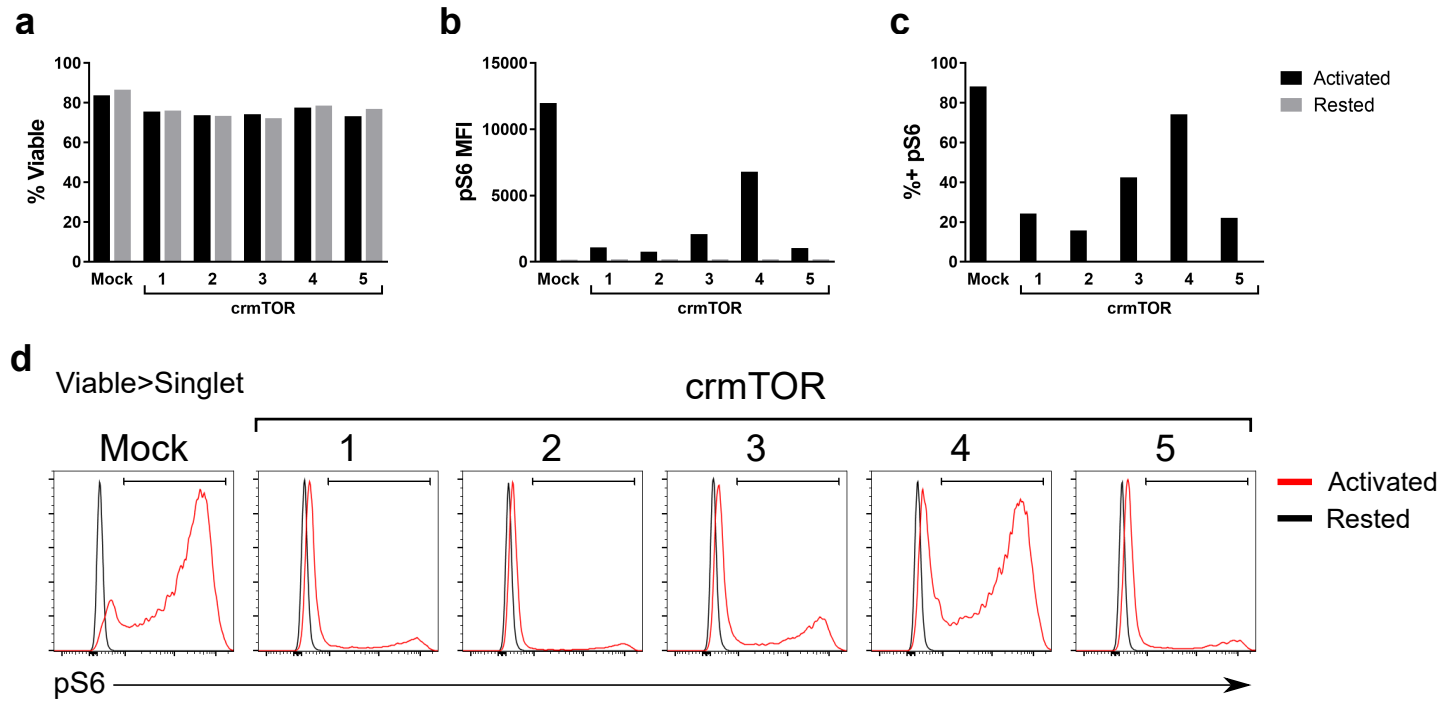 a
b
c
% Viable
100
80
60
40
20
0
Mock 1 2 3 4 5
crmTOR
pS6 MFI
15000
10000
5000
0
Mock 1 2 3 4 5
crmTOR
%+ pS6
100
80
60
40
20
0
Mock 1 2 3 4 5
crmTOR
Activated
Rested
d
Viable>Singlet
crmTOR
Mock 1 2 3 4 5
Activated
Rested
pS6